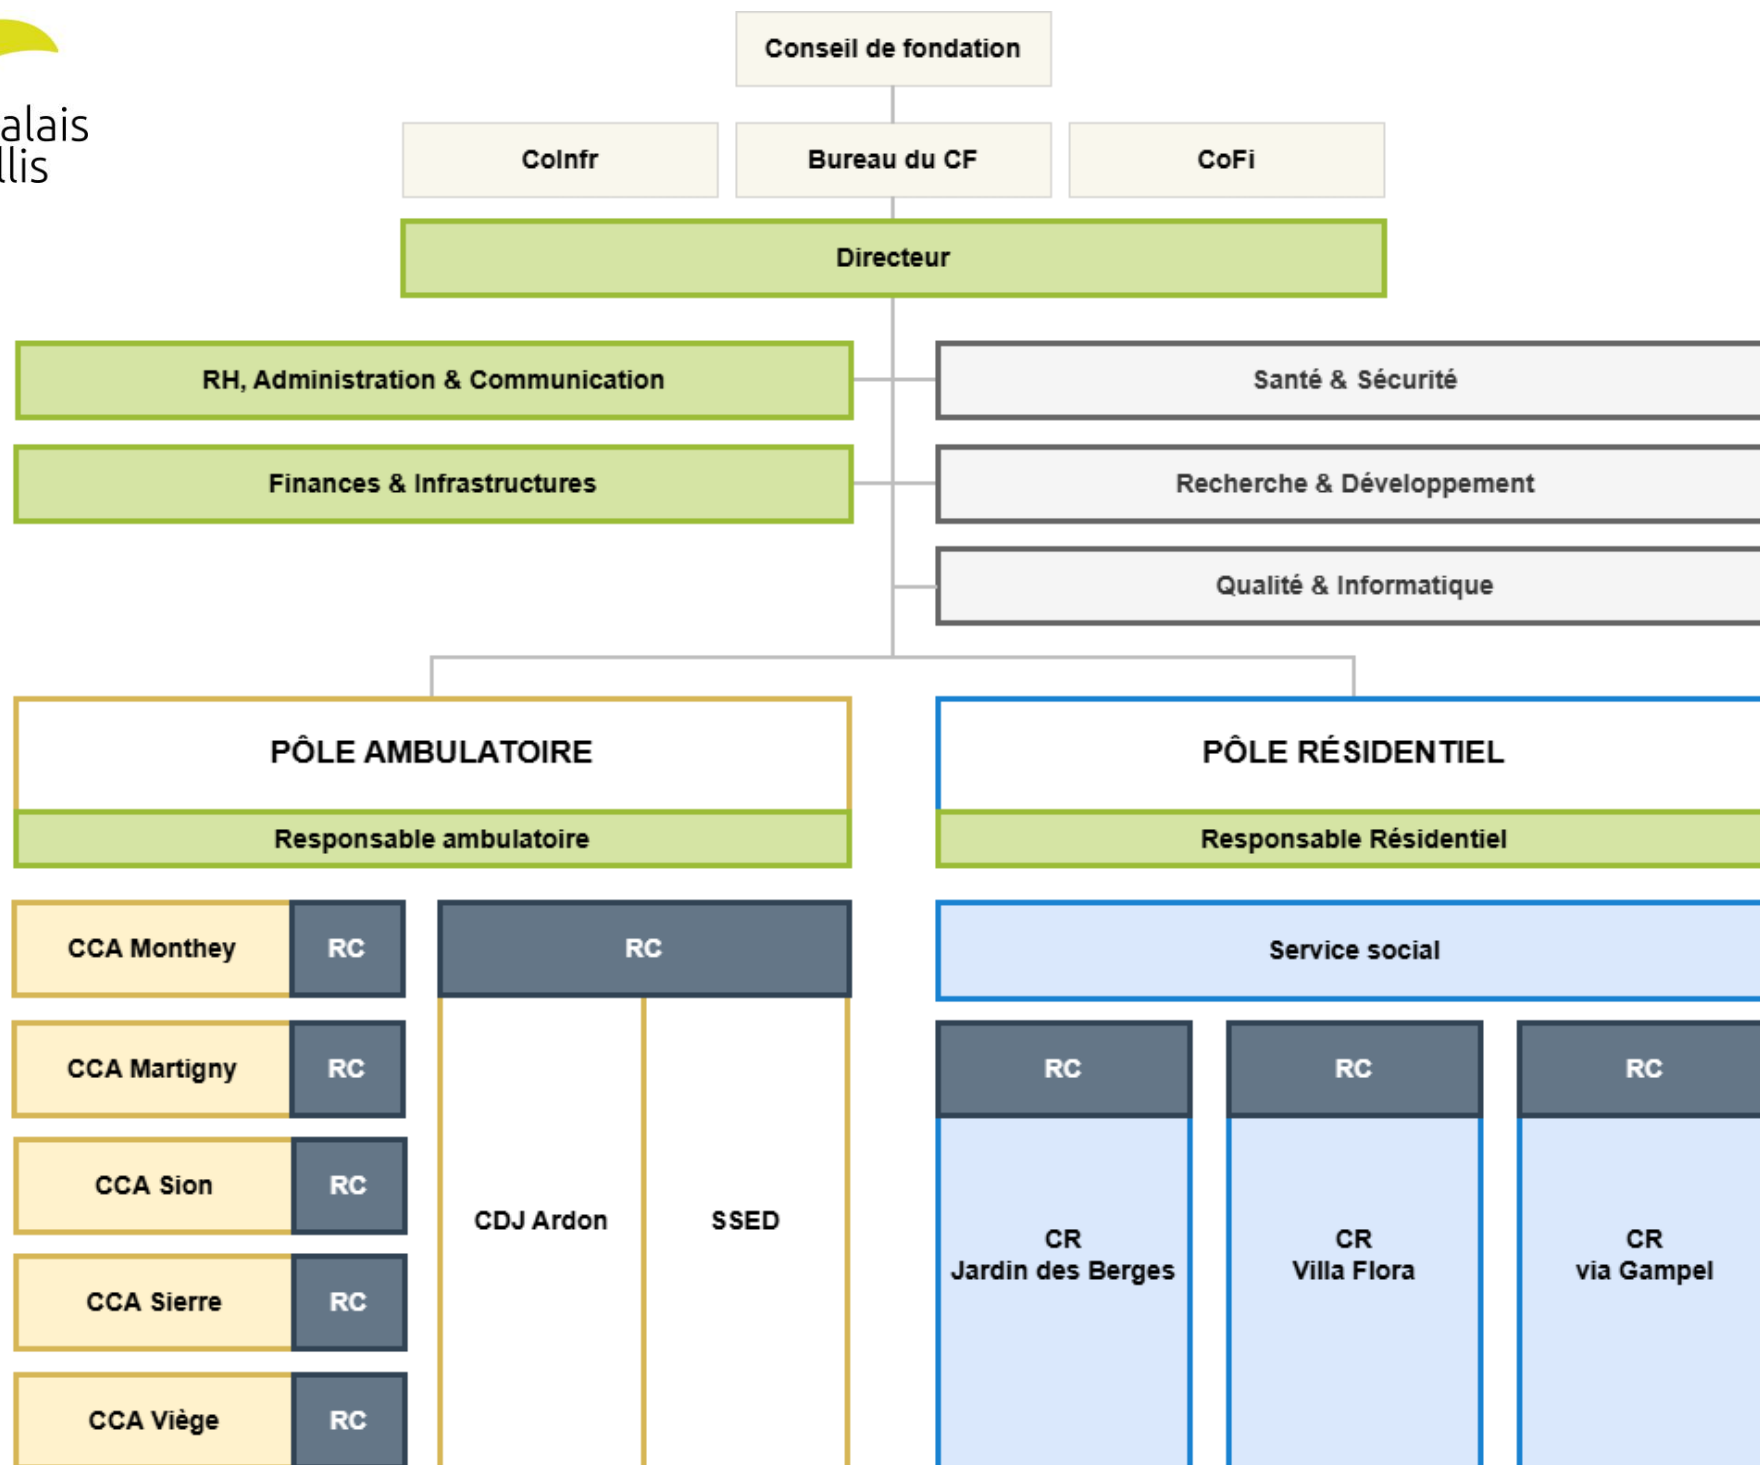 alais
llis
Conseil de fondation
CoInfr
Bureau du CF
CoFi
Directeur
RH, Administration & Communication
Santé & Sécurité
Finances & Infrastructures
Recherche & Développement
Qualité & Informatique
PÔLE AMBULATOIRE
Responsable ambulatoire
CCA Monthey
RC
CCA Martigny
RC
CCA Sion
RC
CCA Sierre
RC
CCA Viège
RC
RC
CDJ Ardon
SSED
PÔLE RÉSIDENTIEL
Responsable Résidentiel
Service social
RC
CR
Jardin des Berges
RC
CR
Villa Flora
RC
CR
via Gampel